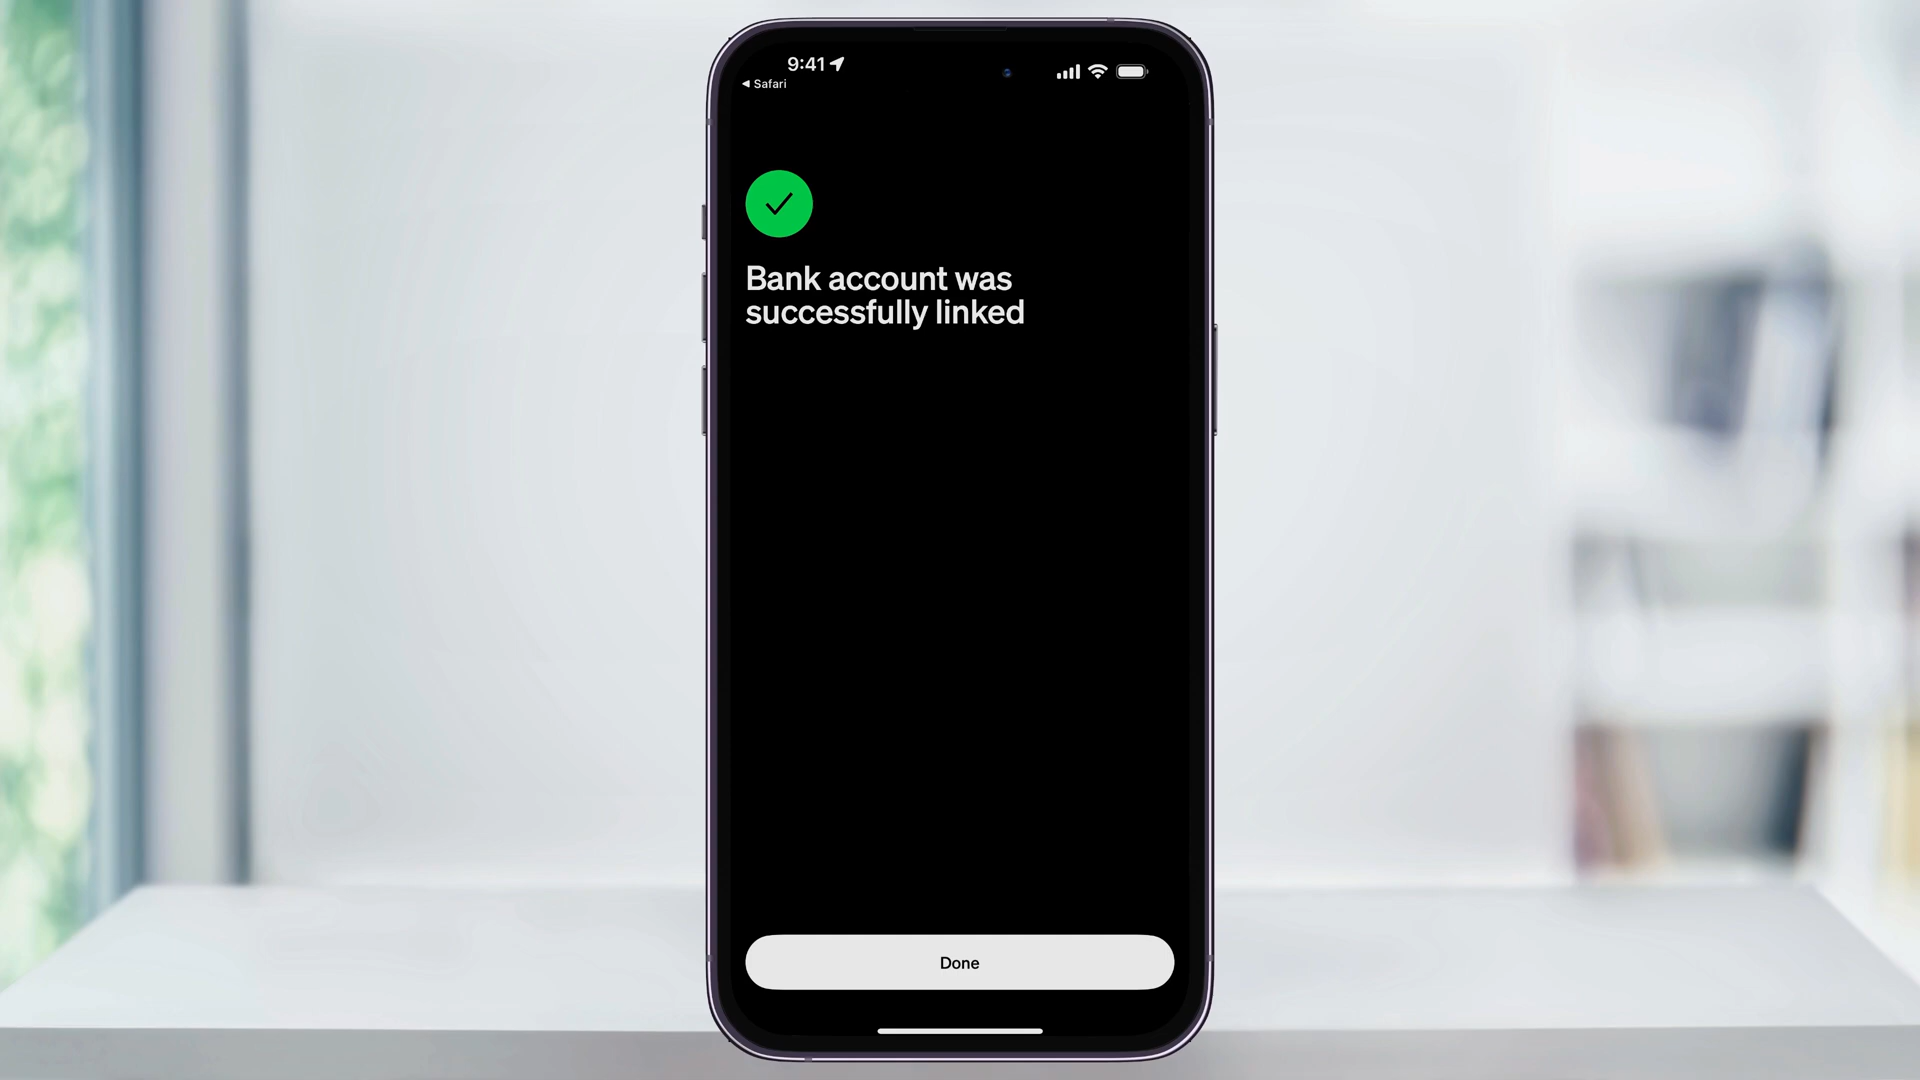 9:41
◀ Safari
Bank account was
successfully linked
Done